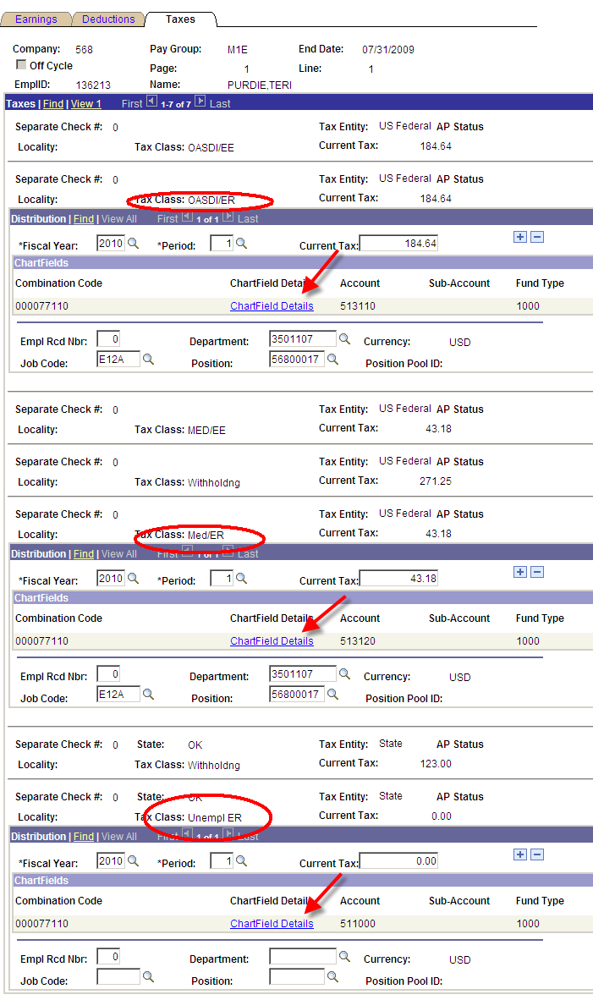 Earnings Deductions Taxes
Company: 568 Pay Group: M1E End Date: 07/31/2009
Off Cycle Page: 1 Line: 1
EmplID: 136213 Name: PURDIE,TERI
Taxes | Find | View 1 First 1-7 of 7 Last
Separate Check #: 0 Tax Entity: US Federal AP Status
Locality: Tax Class: OASDI/EE Current Tax: 184.64
Separate Check #: 0 Tax Entity: US Federal AP Status
Locality: Tax Class: OASDI/ER Current Tax: 184.64
Distribution | Find | View All First 1 of 1 Last
*Fiscal Year: 2010 *Period: 1 Current Tax: 184.64
ChartFields
Combination Code ChartField Details Account Sub-Account Fund Type
000077110 ChartField Details 513110 1000
Empl Rcd Nbr: 0 Department: 3501107 Currency: USD
Job Code: E12A Position: 56800017 Position Pool ID:
Separate Check #: 0 Tax Entity: US Federal AP Status
Locality: Tax Class: MED/EE Current Tax: 43.18
Separate Check #: 0 Tax Entity: US Federal AP Status
Locality: Tax Class: Withholdng Current Tax: 271.25
Separate Check #: 0 Tax Entity: US Federal AP Status
Locality: Tax Class: Med/ER Current Tax: 43.18
Distribution | Find | View All First 1 of 1 Last
*Fiscal Year: 2010 *Period: 1 Current Tax: 43.18
ChartFields
Combination Code ChartField Details Account Sub-Account Fund Type
000077110 ChartField Details 513120 1000
Empl Rcd Nbr: 0 Department: 3501107 Currency: USD
Job Code: E12A Position: 56800017 Position Pool ID:
Separate Check #: 0 State: OK Tax Entity: State AP Status
Locality: Tax Class: Withholdng Current Tax: 123.00
Separate Check #: 0 State: OK Tax Entity: State AP Status
Locality: Tax Class: Unempl ER Current Tax: 0.00
Distribution | Find | View All First 1 of 1 Last
*Fiscal Year: 2010 *Period: 1 Current Tax: 0.00
ChartFields
Combination Code ChartField Details Account Sub-Account Fund Type
000077110 ChartField Details 511000 1000
Empl Rcd Nbr: 0 Department: Currency: USD
Job Code: Position: Position Pool ID: